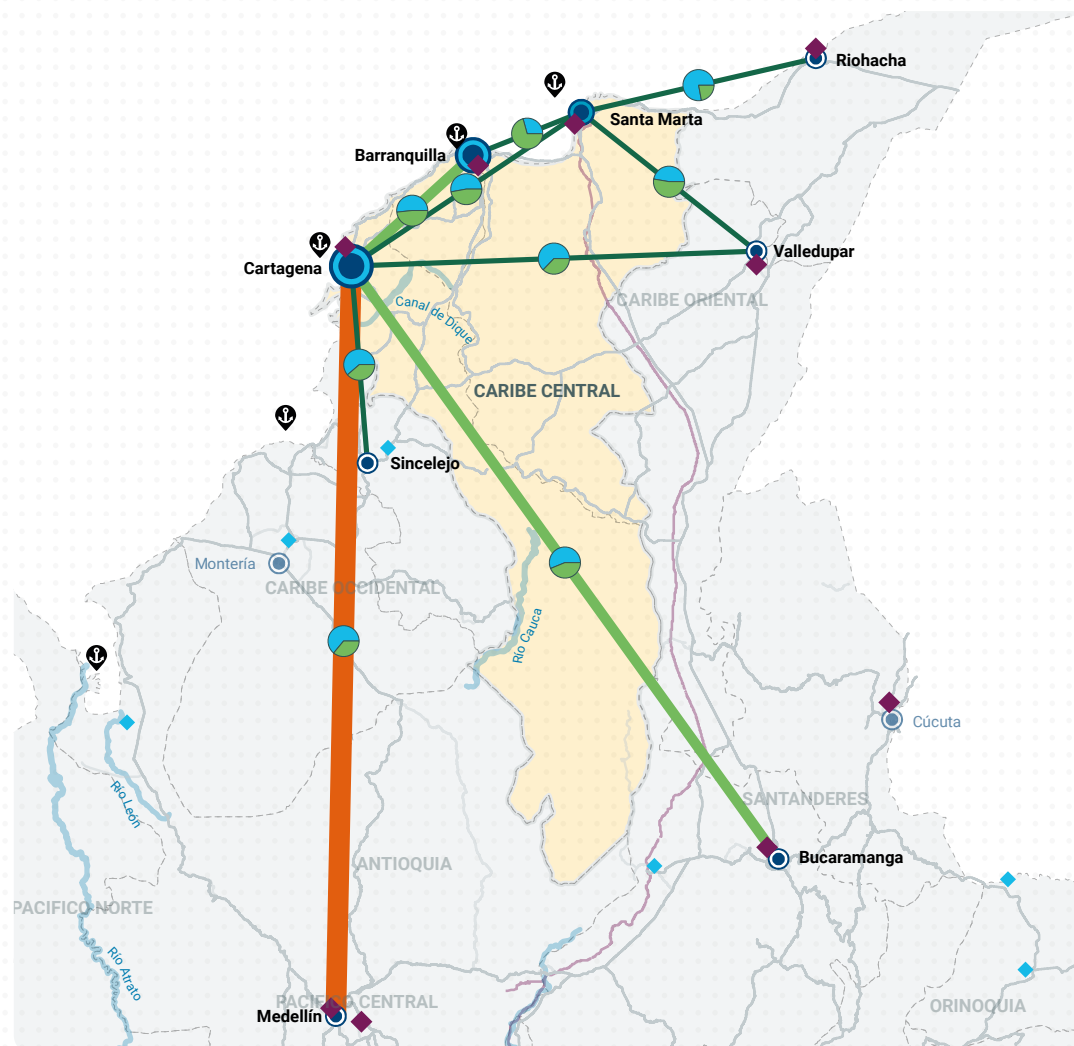 Riohacha
Santa Marta
Barranquilla
Valledupar
Cartagena
CARIBE ORIENTAL
Canal de Dique
CARIBE CENTRAL
Sincelejo
Montería
CARIBE OCCIDENTAL
Río Cauca
Cúcuta
Río León
SANTANDERES
Bucaramanga
ANTIOQUIA
PACIFICO NORTE
Río Atrato
PACIFICO CENTRAL
ORINOQUIA
Medellín